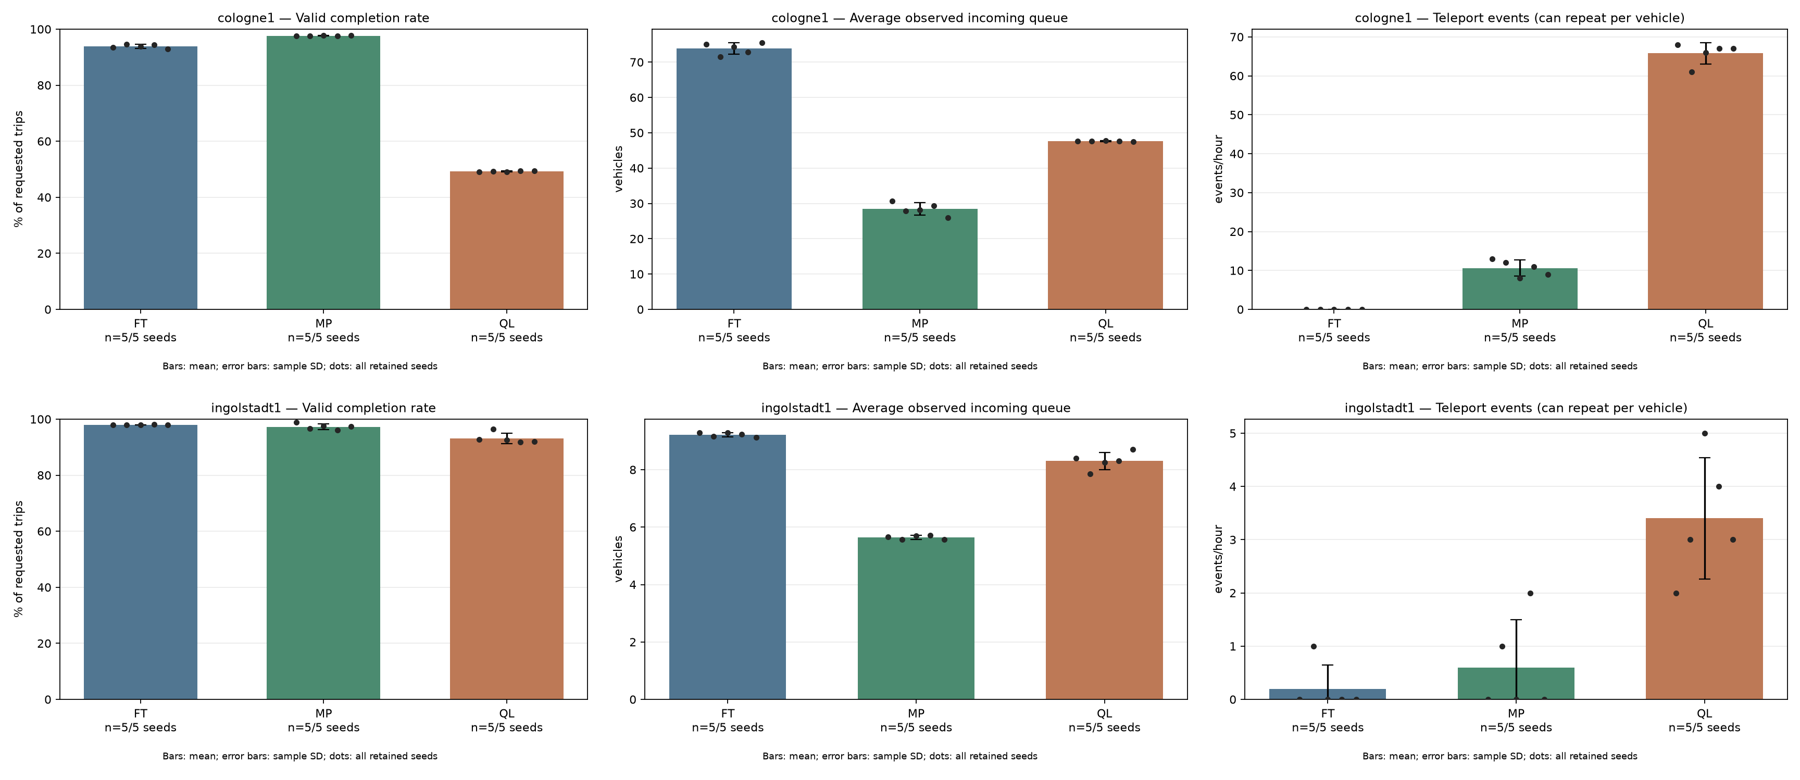 cologne1 — Valid completion rate
% of requested trips
100
80
60
40
20
0
FT
n=5/5 seeds
MP
n=5/5 seeds
QL
n=5/5 seeds
Bars: mean; error bars: sample SD; dots: all retained seeds
cologne1 — Average observed incoming queue
vehicles
70
60
50
40
30
20
10
0
FT
n=5/5 seeds
MP
n=5/5 seeds
QL
n=5/5 seeds
Bars: mean; error bars: sample SD; dots: all retained seeds
cologne1 — Teleport events (can repeat per vehicle)
events/hour
70
60
50
40
30
20
10
0
FT
n=5/5 seeds
MP
n=5/5 seeds
QL
n=5/5 seeds
Bars: mean; error bars: sample SD; dots: all retained seeds
ingolstadt1 — Valid completion rate
% of requested trips
100
80
60
40
20
0
FT
n=5/5 seeds
MP
n=5/5 seeds
QL
n=5/5 seeds
Bars: mean; error bars: sample SD; dots: all retained seeds
ingolstadt1 — Average observed incoming queue
vehicles
8
6
4
2
0
FT
n=5/5 seeds
MP
n=5/5 seeds
QL
n=5/5 seeds
Bars: mean; error bars: sample SD; dots: all retained seeds
ingolstadt1 — Teleport events (can repeat per vehicle)
events/hour
5
4
3
2
1
0
FT
n=5/5 seeds
MP
n=5/5 seeds
QL
n=5/5 seeds
Bars: mean; error bars: sample SD; dots: all retained seeds